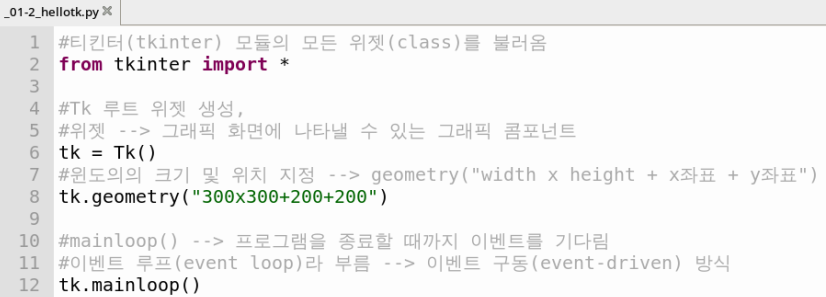 _01-2_hellotk.py
1 #티킨터(tkinter) 모듈의 모든 위젯(class)를 불러옴
2 from tkinter import *
3
4 #Tk 루트 위젯 생성,
5 #위젯 --> 그래픽 화면에 나타낼 수 있는 그래픽 콤포넌트
6 tk = Tk()
7 #윈도의의 크기 및 위치 지정 --> geometry("width x height + x좌표 + y좌표")
8 tk.geometry("300x300+200+200")
9
10 #mainloop() --> 프로그램을 종료할 때까지 이벤트를 기다림
11 #이벤트 루프(event loop)라 부름 --> 이벤트 구동(event-driven) 방식
12 tk.mainloop()